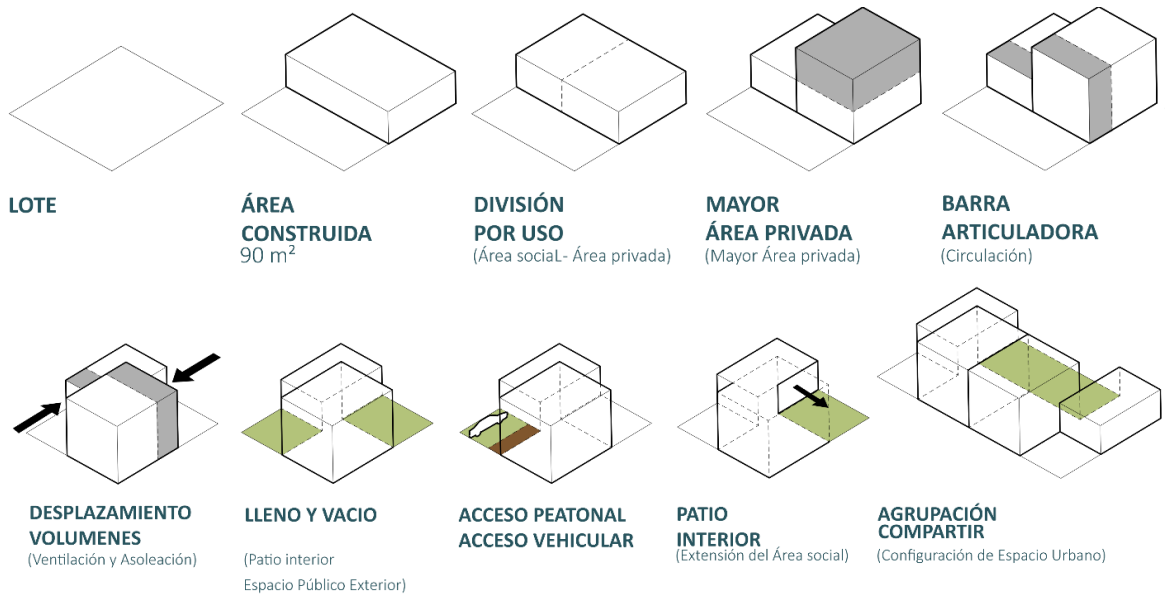 LOTE
ÁREA
CONSTRUIDA
90 m²
DIVISIÓN
POR USO
(Área sociaL- Área privada)
MAYOR
ÁREA PRIVADA
(Mayor Área privada)
BARRA
ARTICULADORA
(Circulación)
DESPLAZAMIENTO
VOLUMENES
(Ventilación y Asoleación)
LLENO Y VACIO
(Patio interior
Espacio Público Exterior)
ACCESO PEATONAL
ACCESO VEHICULAR
PATIO
INTERIOR
(Extensión del Área social)
AGRUPACIÓN
COMPARTIR
(Configuración de Espacio Urbano)